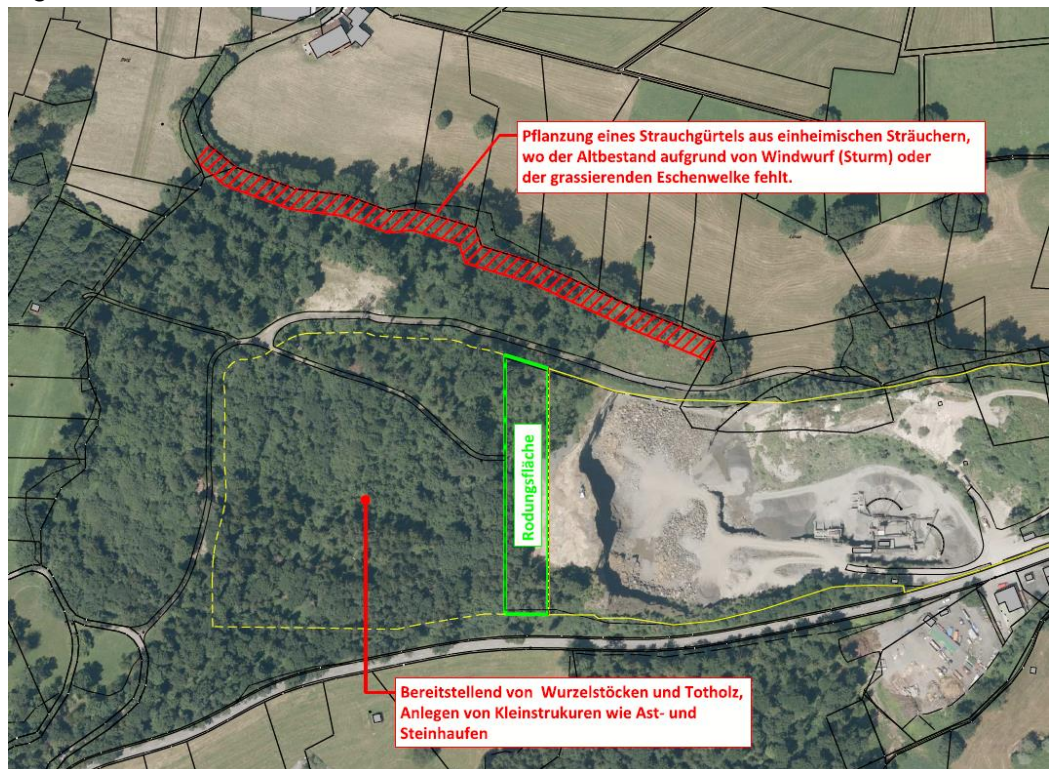 Pflanzung eines Strauchgürtels aus einheimischen Sträuchern,
wo der Altbestand aufgrund von Windwurf (Sturm) oder
der grassierenden Eschenwelke fehlt.
Rodungsfläche
Bereitstellend von Wurzelstöcken und Totholz,
Anlegen von Kleinstrukuren wie Ast- und
Steinhaufen